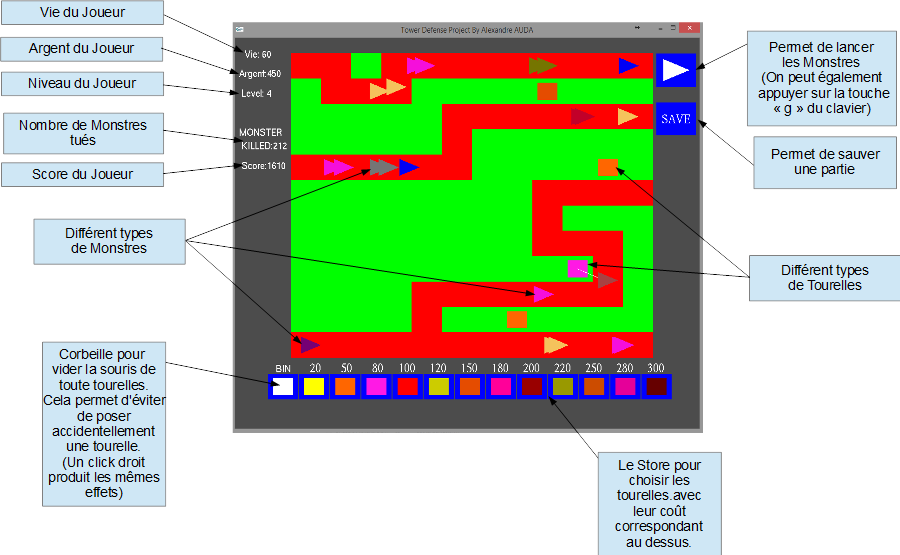 Vie du Joueur
Argent du Joueur
Niveau du Joueur
Nombre de Monstres
tués
Score du Joueur
Tower Defense Project By Alexandre AUDA
Vie: 60
Argent:450
Level: 4
MONSTER
KILLED:212
Score:1610
SAVE
Permet de lancer
les Monstres
(On peut également
appuyer sur la touche
« g » du clavier)
Permet de sauver
une partie
Différent types
de Monstres
Différent types
de Tourelles
Corbeille pour
vider la souris de
toute tourelles.
Cela permet d'éviter
de poser
accidentellement
une tourelle.
(Un click droit
produit les mêmes
effets)
BIN 20 50 80 100 120 150 180 200 220 250 280 300
Le Store pour
choisir les
tourelles.avec
leur coût
correspondant
au dessus.